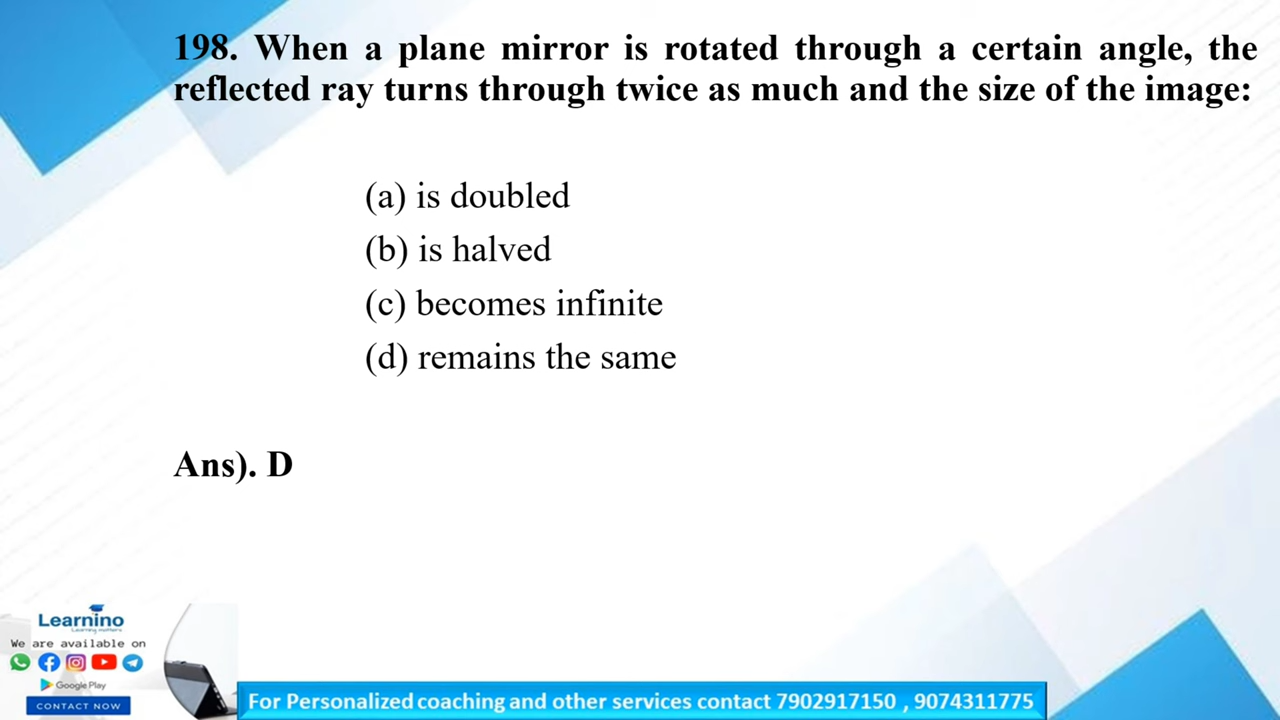 198. When a plane mirror is rotated through a certain angle, the
reflected ray turns through twice as much and the size of the image:
(a) is doubled
(b) is halved
(c) becomes infinite
(d) remains the same
Ans). D
Learnino
Learning matters
We are available on
Google Play
CONTACT NOW
For Personalized coaching and other services contact 7902917150 , 9074311775